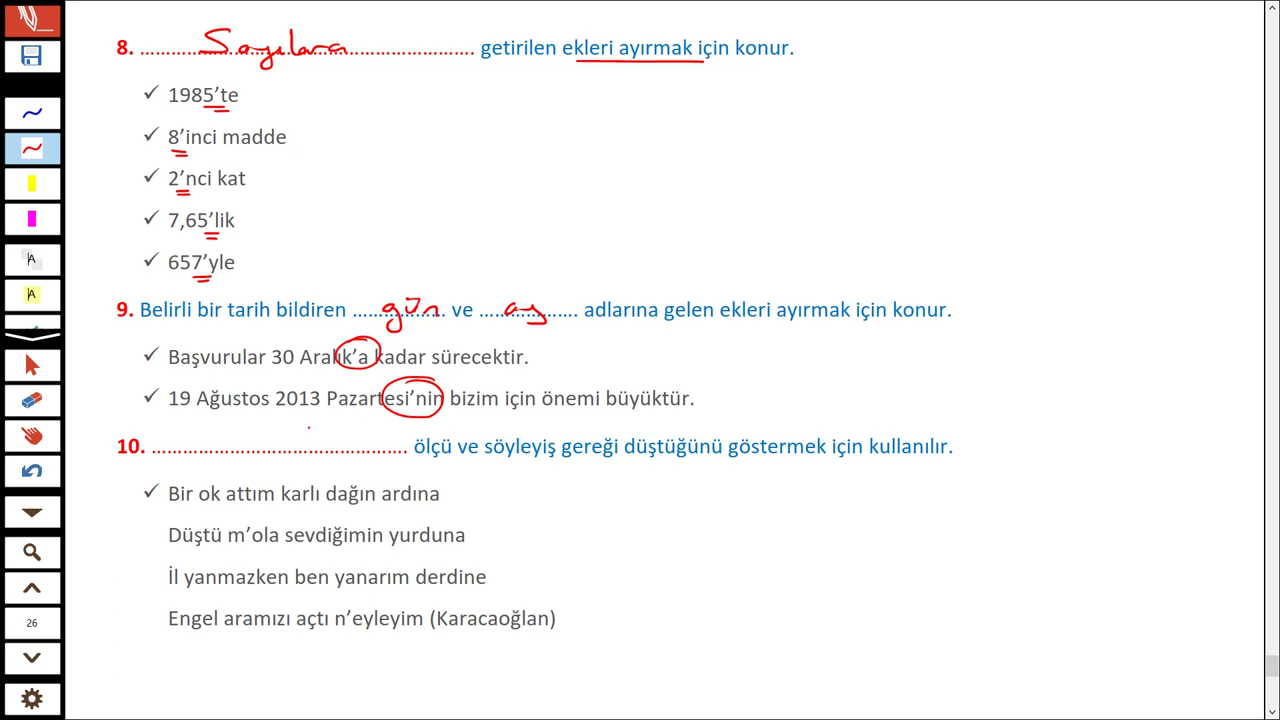 8. ……Sayılara…… getirilen ekleri ayırmak için konur.
✓ 1985’te
✓ 8’inci madde
✓ 2’nci kat
✓ 7,65’lik
✓ 657’yle
9. Belirli bir tarih bildiren ……gün…… ve ……ay…… adlarına gelen ekleri ayırmak için konur.
✓ Başvurular 30 Aralık’a kadar sürecektir.
✓ 19 Ağustos 2013 Pazartesi’nin bizim için önemi büyüktür.
10. ………………………………………… ölçü ve söyleyiş gereği düştüğünü göstermek için kullanılır.
✓ Bir ok attım karlı dağın ardına
Düştü m’ola sevdiğimin yurduna
İl yanmazken ben yanarım derdine
Engel aramızı açtı n’eyleyim (Karacaoğlan)
A
A
26